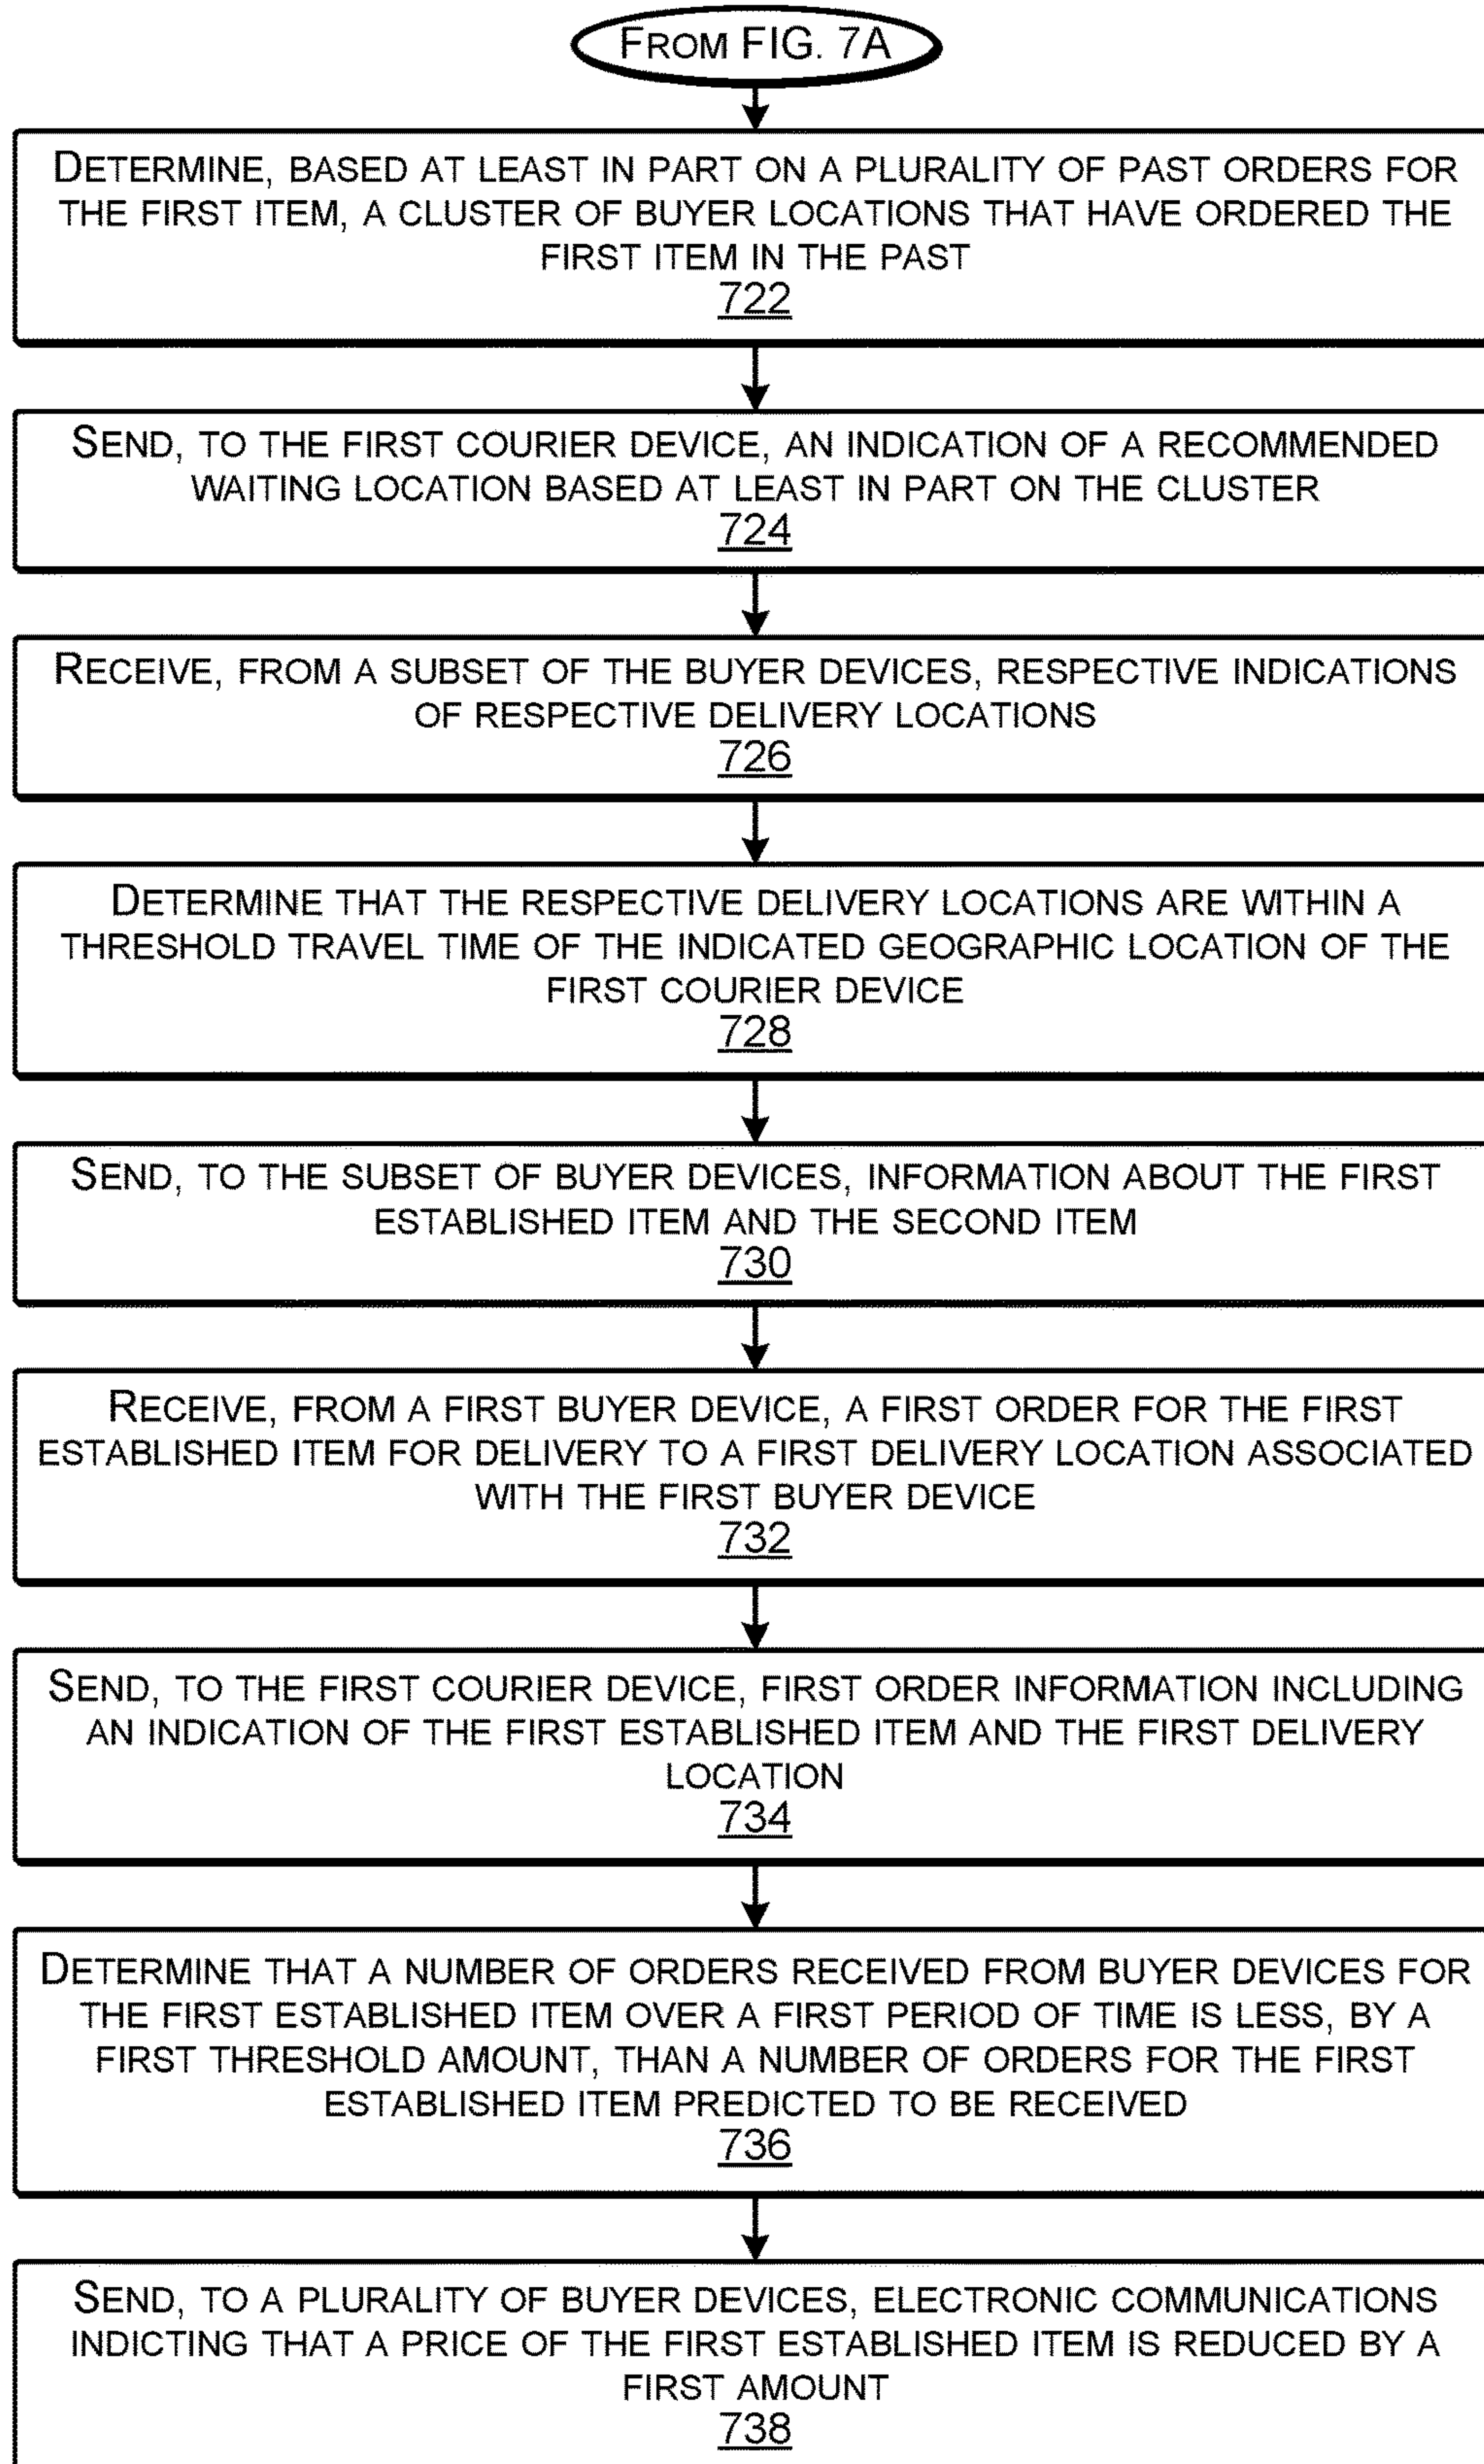 FROM FIG. 7A
DETERMINE, BASED AT LEAST IN PART ON A PLURALITY OF PAST ORDERS FOR
THE FIRST ITEM, A CLUSTER OF BUYER LOCATIONS THAT HAVE ORDERED THE
FIRST ITEM IN THE PAST
722
SEND, TO THE FIRST COURIER DEVICE, AN INDICATION OF A RECOMMENDED
WAITING LOCATION BASED AT LEAST IN PART ON THE CLUSTER
724
RECEIVE, FROM A SUBSET OF THE BUYER DEVICES, RESPECTIVE INDICATIONS
OF RESPECTIVE DELIVERY LOCATIONS
726
DETERMINE THAT THE RESPECTIVE DELIVERY LOCATIONS ARE WITHIN A
THRESHOLD TRAVEL TIME OF THE INDICATED GEOGRAPHIC LOCATION OF THE
FIRST COURIER DEVICE
728
SEND, TO THE SUBSET OF BUYER DEVICES, INFORMATION ABOUT THE FIRST
ESTABLISHED ITEM AND THE SECOND ITEM
730
RECEIVE, FROM A FIRST BUYER DEVICE, A FIRST ORDER FOR THE FIRST
ESTABLISHED ITEM FOR DELIVERY TO A FIRST DELIVERY LOCATION ASSOCIATED
WITH THE FIRST BUYER DEVICE
732
SEND, TO THE FIRST COURIER DEVICE, FIRST ORDER INFORMATION INCLUDING
AN INDICATION OF THE FIRST ESTABLISHED ITEM AND THE FIRST DELIVERY
LOCATION
734
DETERMINE THAT A NUMBER OF ORDERS RECEIVED FROM BUYER DEVICES FOR
THE FIRST ESTABLISHED ITEM OVER A FIRST PERIOD OF TIME IS LESS, BY A
FIRST THRESHOLD AMOUNT, THAN A NUMBER OF ORDERS FOR THE FIRST
ESTABLISHED ITEM PREDICTED TO BE RECEIVED
736
SEND, TO A PLURALITY OF BUYER DEVICES, ELECTRONIC COMMUNICATIONS
INDICTING THAT A PRICE OF THE FIRST ESTABLISHED ITEM IS REDUCED BY A
FIRST AMOUNT
738